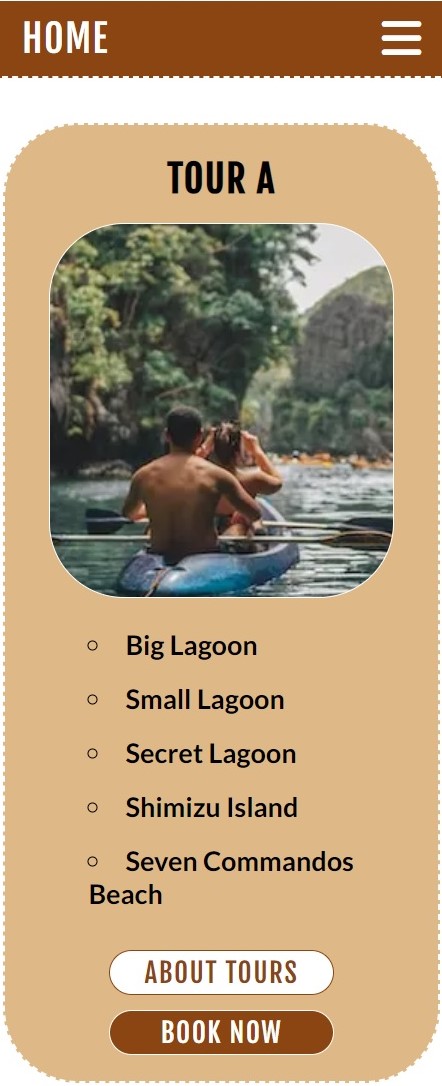 HOME
TOUR A
Big Lagoon
Small Lagoon
Secret Lagoon
Shimizu Island
Seven Commandos
Beach
ABOUT TOURS
BOOK NOW